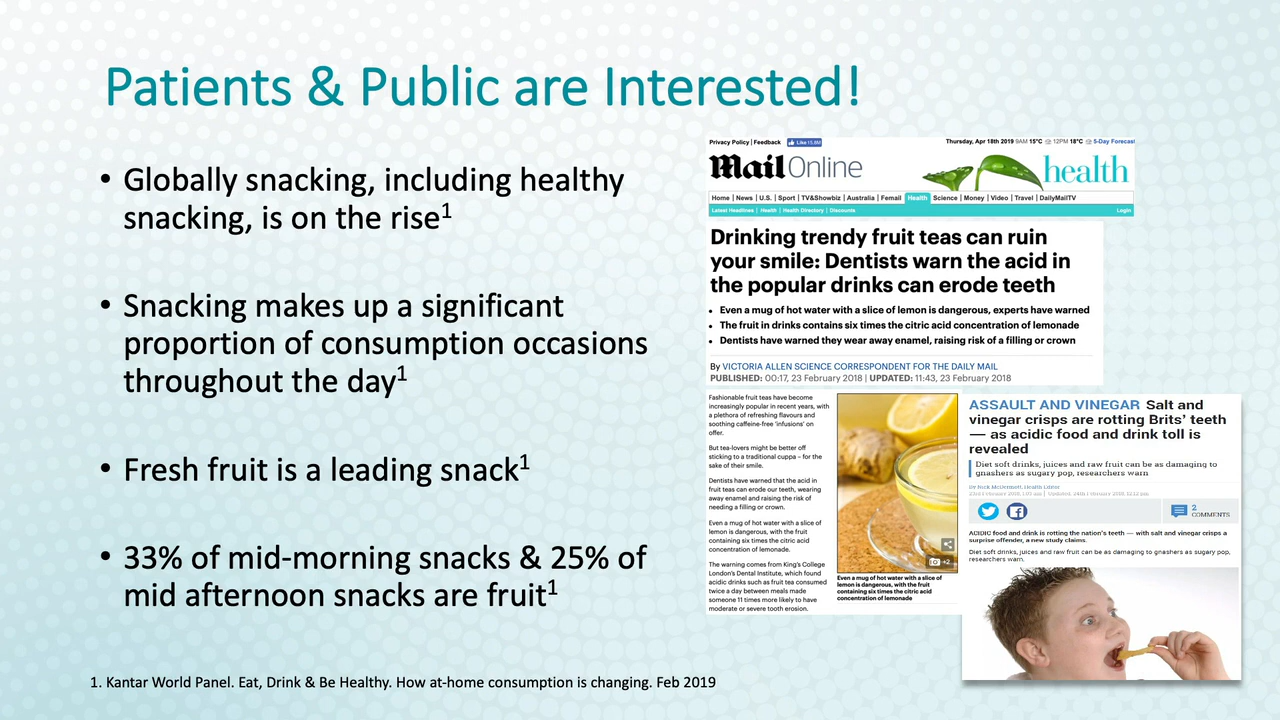 Patients & Public are Interested!
• Globally snacking, including healthy
snacking, is on the rise1
• Snacking makes up a significant
proportion of consumption occasions
throughout the day1
• Fresh fruit is a leading snack1
• 33% of mid-morning snacks & 25% of
mid afternoon snacks are fruit1
1. Kantar World Panel. Eat, Drink & Be Healthy. How at-home consumption is changing. Feb 2019
Privacy Policy | Feedback Like 15.8M Thursday, Apr 18th 2019 9AM 15°C 12PM 18°C 5-Day Forecast
Mail Online health
Home | News | U.S. | Sport | TV&Showbiz | Australia | Femail | Health | Science | Money | Video | Travel | DailyMailTV
Latest Headlines | Health | Health Directory | Discounts Login
Drinking trendy fruit teas can ruin
your smile: Dentists warn the acid in
the popular drinks can erode teeth
• Even a mug of hot water with a slice of lemon is dangerous, experts have warned
• The fruit in drinks contains six times the citric acid concentration of lemonade
• Dentists have warned they wear away enamel, raising risk of a filling or crown
By VICTORIA ALLEN SCIENCE CORRESPONDENT FOR THE DAILY MAIL
PUBLISHED: 00:17, 23 February 2018 | UPDATED: 11:43, 23 February 2018
Fashionable fruit teas have become
increasingly popular in recent years, with
a plethora of refreshing flavours and
soothing caffeine-free 'infusions' on
offer.
But tea-lovers might be better off
sticking to a traditional cuppa – for the
sake of their smile.
Dentists have warned that the acid in
fruit teas can erode our teeth, wearing
away enamel and raising the risk of
needing a filling or crown.
Even a mug of hot water with a slice of
lemon is dangerous, with the fruit
containing six times the citric acid
concentration of lemonade.
The warning comes from King's College
London's Dental Institute, which found
acidic drinks such as fruit tea consumed
twice a day between meals made
someone 11 times more likely to have
moderate or severe tooth erosion.
+2
Even a mug of hot water with a slice of
lemon is dangerous, with the fruit
containing six times the citric acid
concentration of lemonade
ASSAULT AND VINEGAR Salt and
vinegar crisps are rotting Brits' teeth
— as acidic food and drink toll is
revealed
Diet soft drinks, juices and raw fruit can be as damaging to
gnashers as sugary pop, researchers warn
By Nick McDermott, Health Editor
2
COMMENTS
ACIDIC food and drink is rotting the nation's teeth — with salt and vinegar crisps a
surprise offender, a new study claims.
Diet soft drinks, juices and raw fruit can be as damaging to gnashers as sugary pop,
researchers warn.